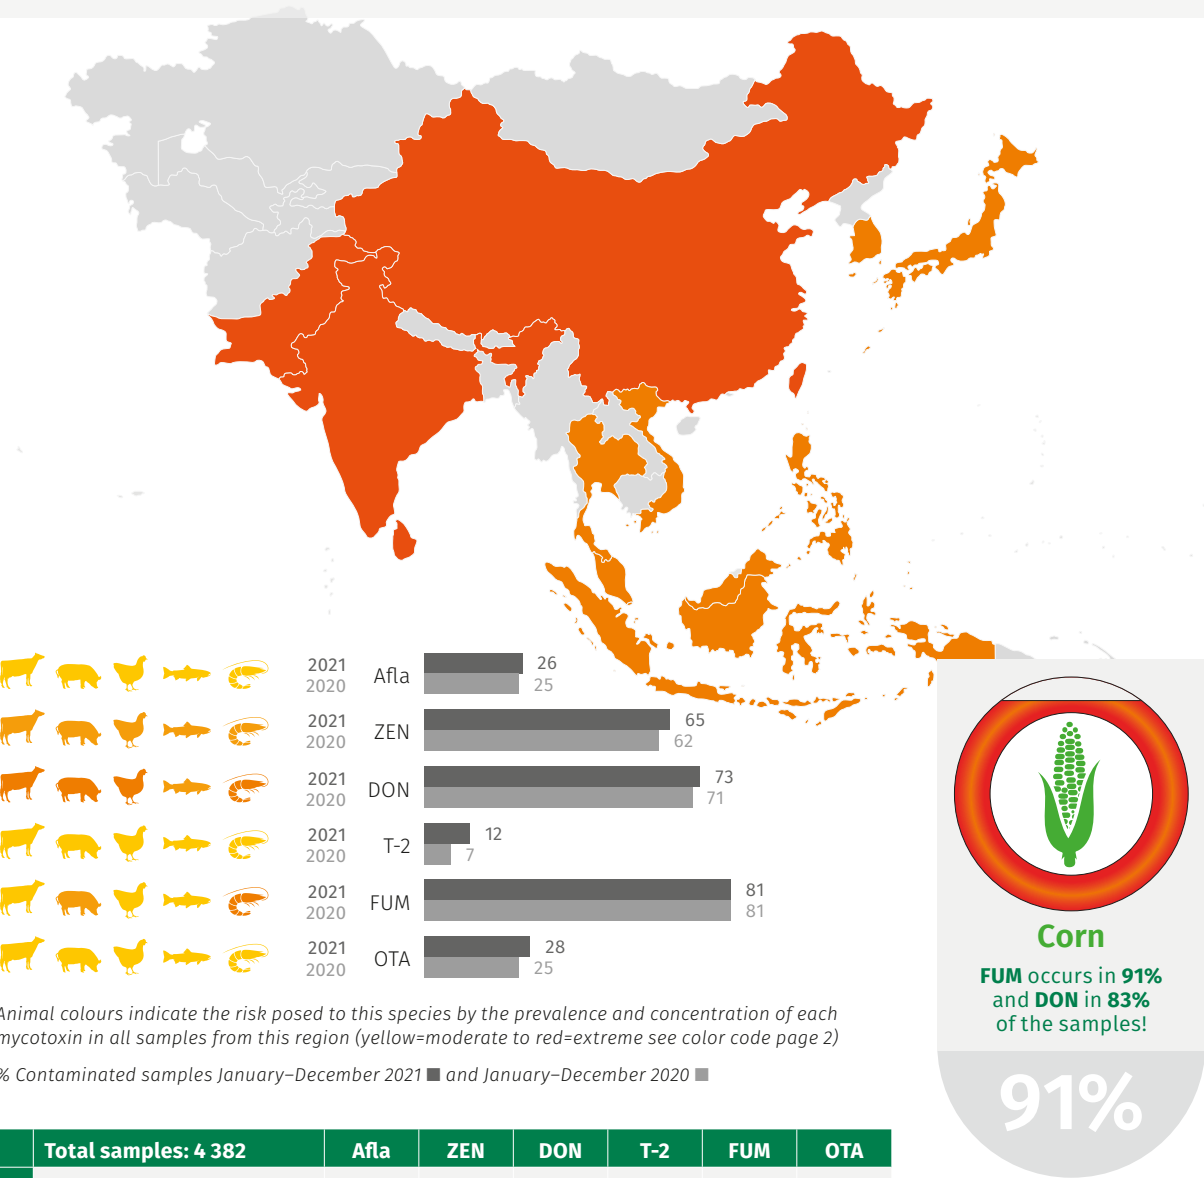 2021
2020
Afla
26
25
2021
2020
ZEN
65
62
2021
2020
DON
73
71
2021
2020
T-2
12
7
2021
2020
FUM
81
81
2021
2020
OTA
28
25
Animal colours indicate the risk posed to this species by the prevalence and concentration of each
mycotoxin in all samples from this region (yellow=moderate to red=extreme see color code page 2)
% Contaminated samples January–December 2021 and January–December 2020
Corn
FUM occurs in 91%
and DON in 83%
of the samples!
91%
Total samples: 4 382 Afla ZEN DON T-2 FUM OTA